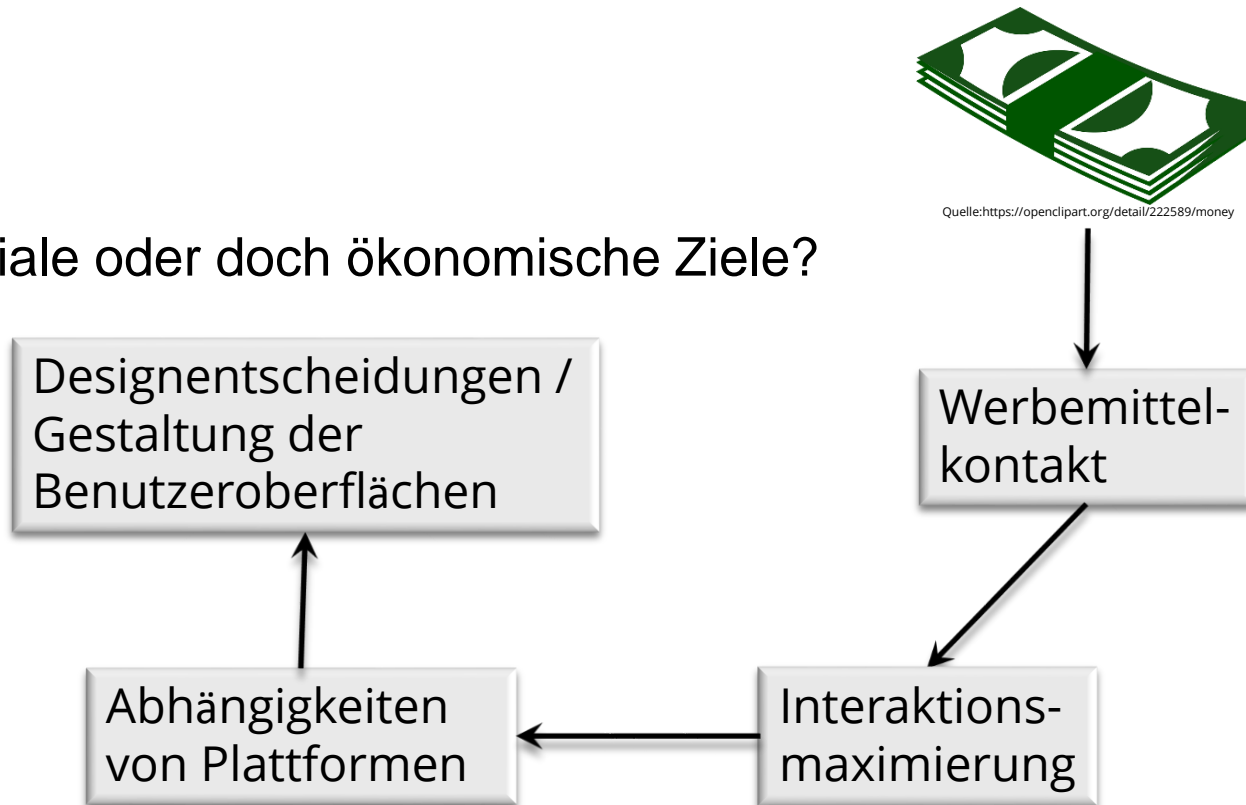 Quelle:https://openclipart.org/detail/222589/money
iale oder doch ökonomische Ziele?
Designentscheidungen /
Gestaltung der
Benutzeroberflächen
Werbemittel-
kontakt
Abhängigkeiten
von Plattformen
Interaktions-
maximierung